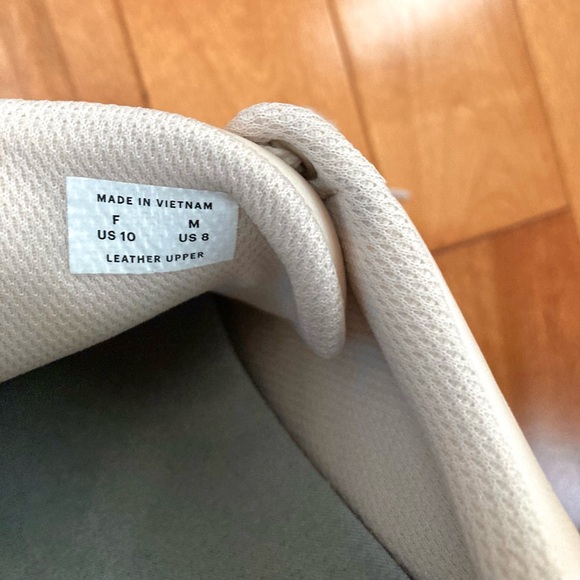 MADE IN VIETNAM
F M
US 10 US 8
LEATHER UPPER